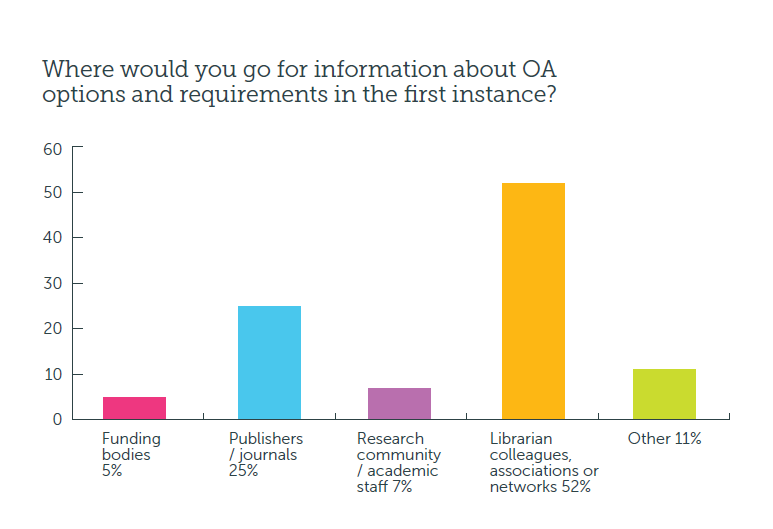 Where would you go for information about OA
options and requirements in the first instance?
60
50
40
30
20
10
0
Funding
bodies
5%
Publishers
/ journals
25%
Research
community
/ academic
staff 7%
Librarian
colleagues,
associations or
networks 52%
Other 11%